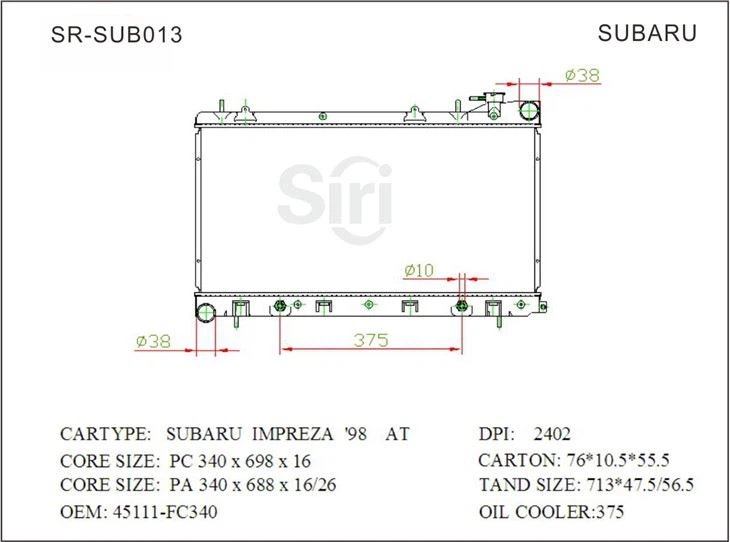 SR-SUB013
SUBARU
ø38
Siri
ø10
ø38
375
CARTYPE: SUBARU IMPREZA '98 AT
CORE SIZE: PC 340 x 698 x 16
CORE SIZE: PA 340 x 688 x 16/26
OEM: 45111-FC340
DPI: 2402
CARTON: 76*10.5*55.5
TAND SIZE: 713*47.5/56.5
OIL COOLER:375